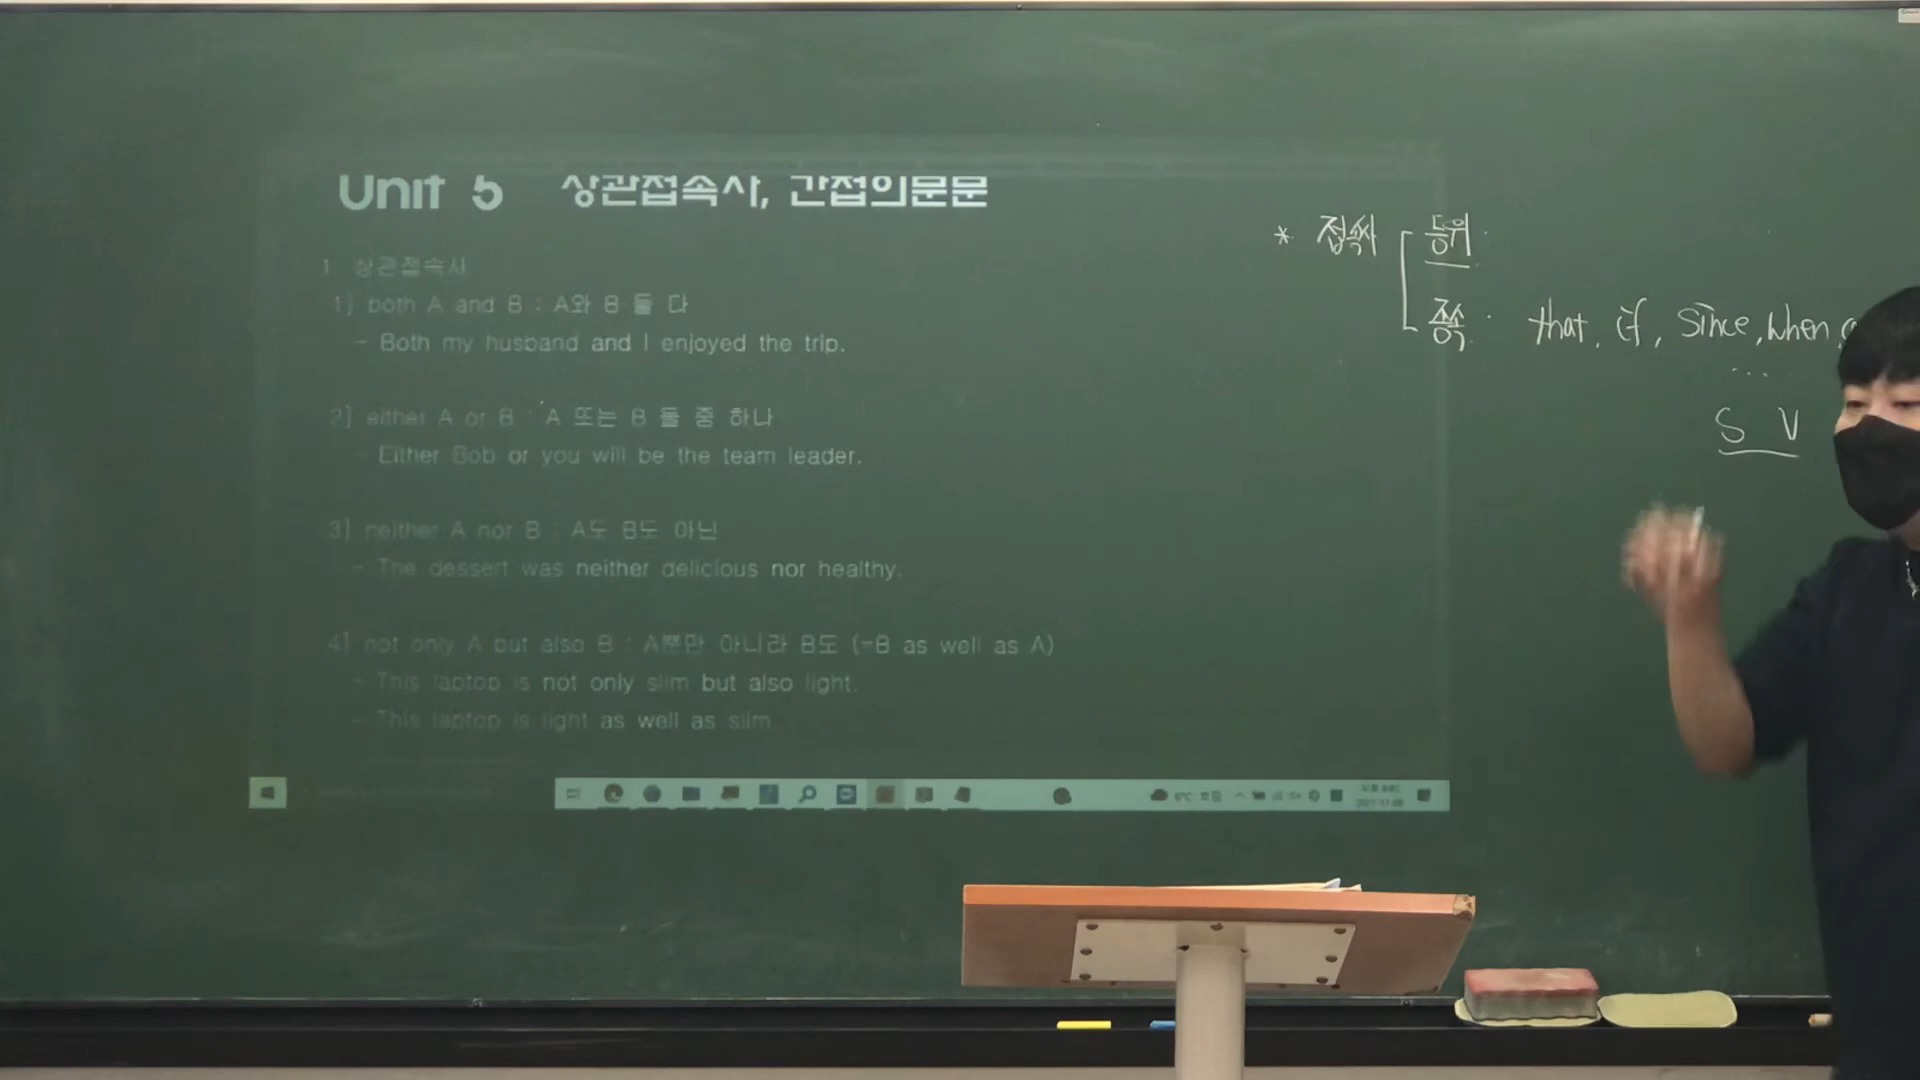 Unit 5 상관접속사, 간접의문문
1. 상관접속사
1] both A and B : A와 B 둘 다
- Both my husband and I enjoyed the trip.
2] either A or B : A 또는 B 둘 중 하나
- Either Bob or you will be the team leader.
3] neither A nor B : A도 B도 아닌
- The dessert was neither delicious nor healthy.
4] not only A but also B : A뿐만 아니라 B도 (=B as well as A)
- This laptop is not only slim but also light.
- This laptop is light as well as slim.
* 접속사 등위.
종속. that, if, since, when,
...
S V
6°C